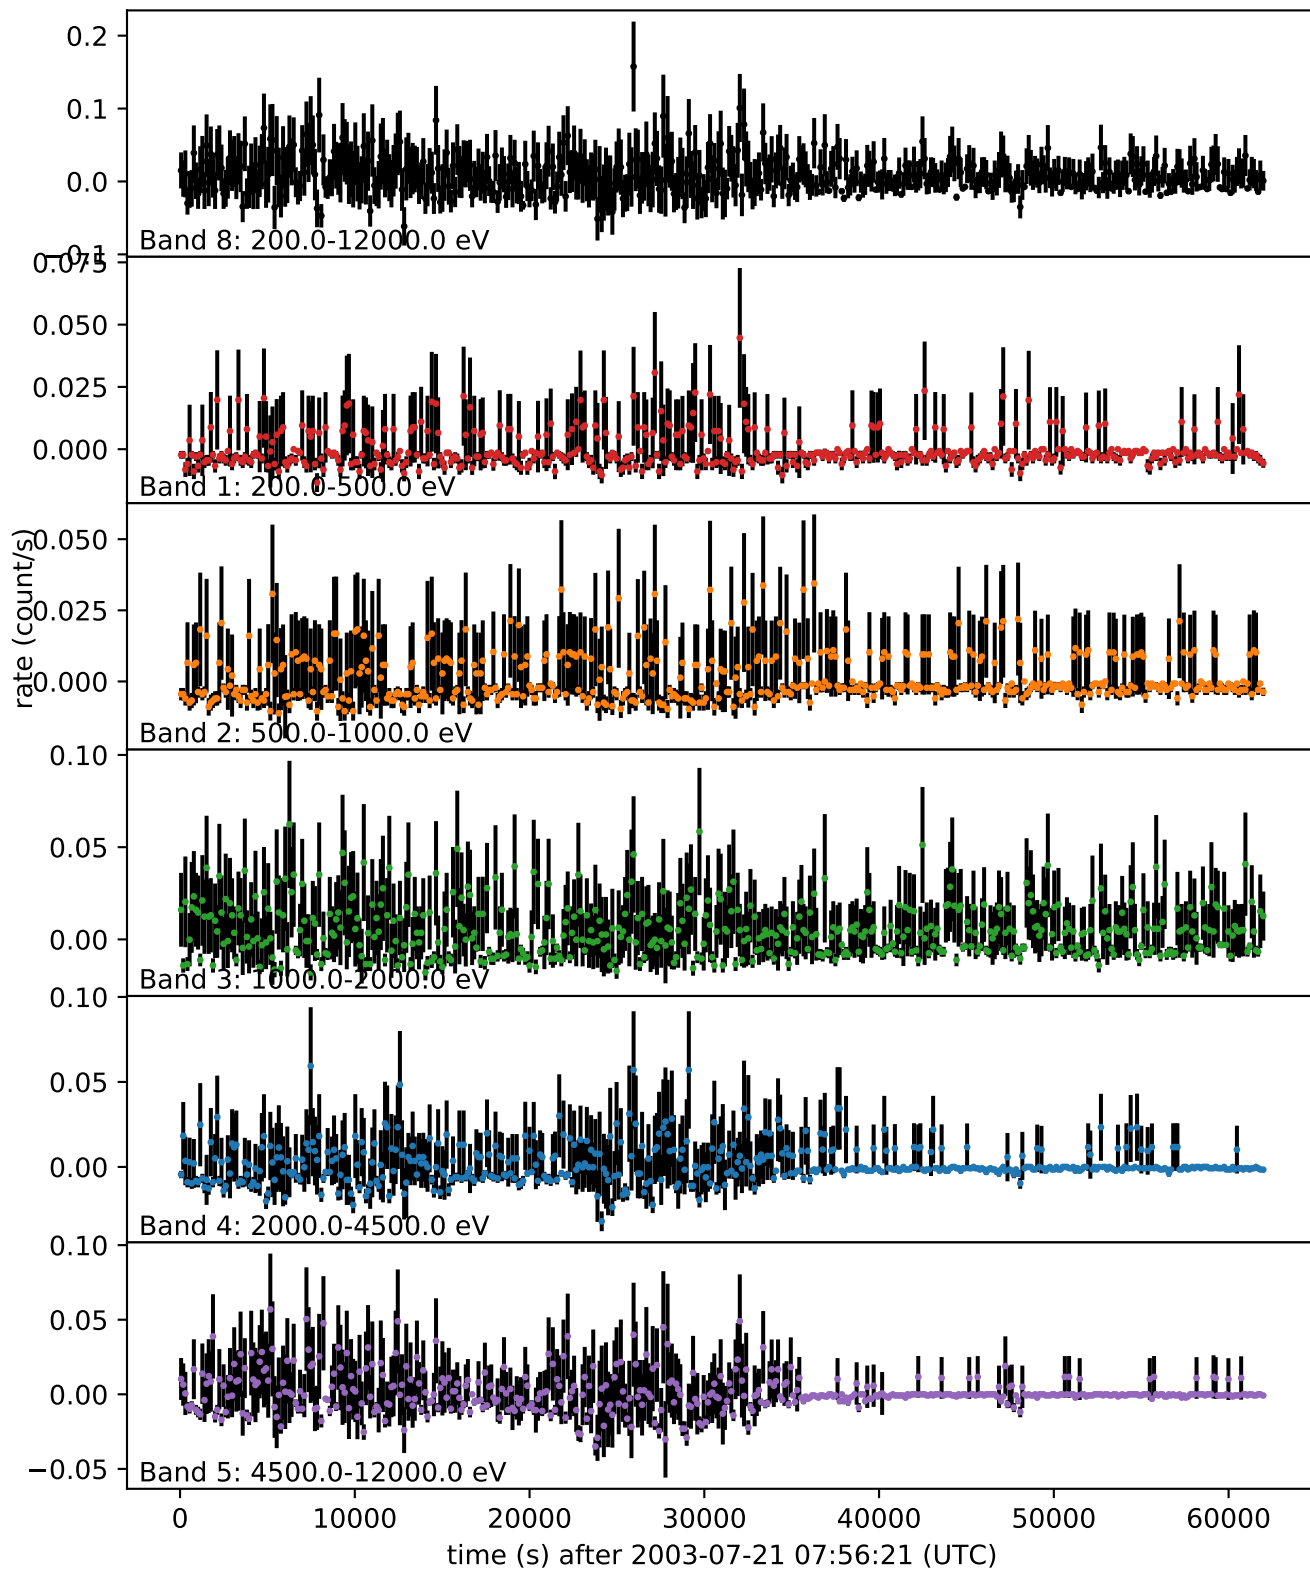 0.2
0.1
0.0
−0.1
Band 8: 200.0-12000.0 eV
0.075
0.050
0.025
0.000
Band 1: 200.0-500.0 eV
rate (count/s)
0.050
0.025
0.000
Band 2: 500.0-1000.0 eV
0.10
0.05
0.00
Band 3: 1000.0-2000.0 eV
0.10
0.05
0.00
Band 4: 2000.0-4500.0 eV
0.10
0.05
0.00
−0.05
Band 5: 4500.0-12000.0 eV
0 10000 20000 30000 40000 50000 60000
time (s) after 2003-07-21 07:56:21 (UTC)